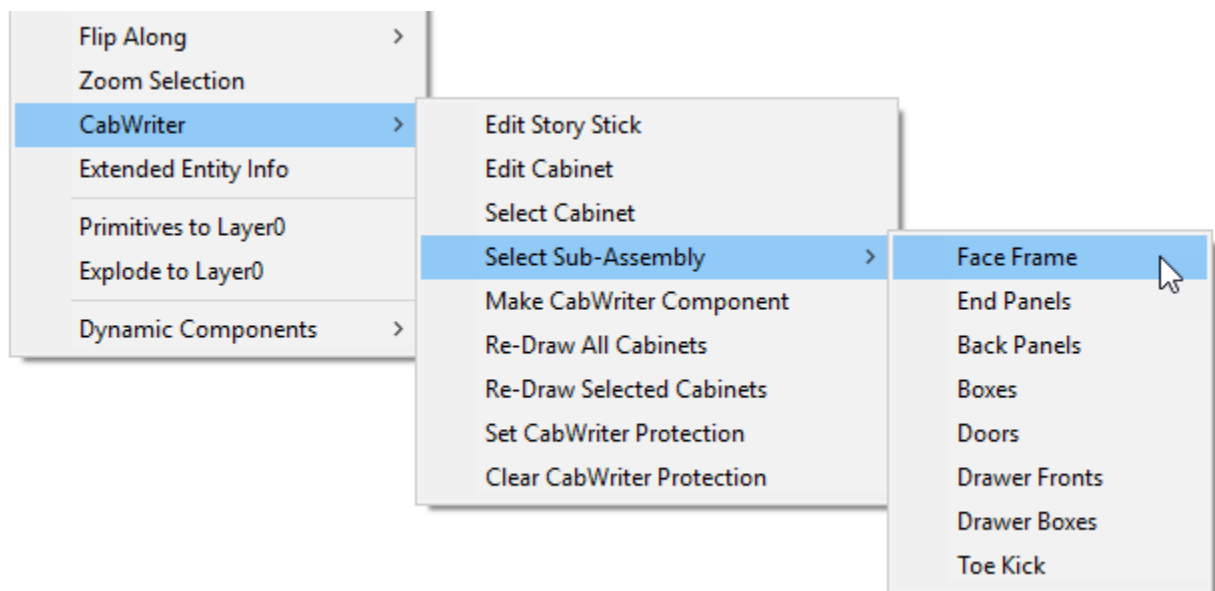 Flip Along
Zoom Selection
CabWriter
Extended Entity Info
Primitives to Layer0
Explode to Layer0
Dynamic Components
Edit Story Stick
Edit Cabinet
Select Cabinet
Select Sub-Assembly
Make CabWriter Component
Re-Draw All Cabinets
Re-Draw Selected Cabinets
Set CabWriter Protection
Clear CabWriter Protection
Face Frame
End Panels
Back Panels
Boxes
Doors
Drawer Fronts
Drawer Boxes
Toe Kick